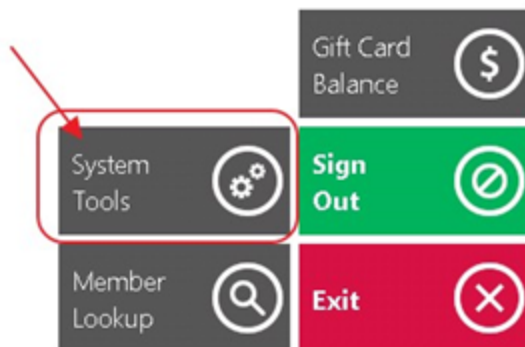 Gift Card
Balance
$
System
Tools
Sign
Out
Member
Lookup
Exit